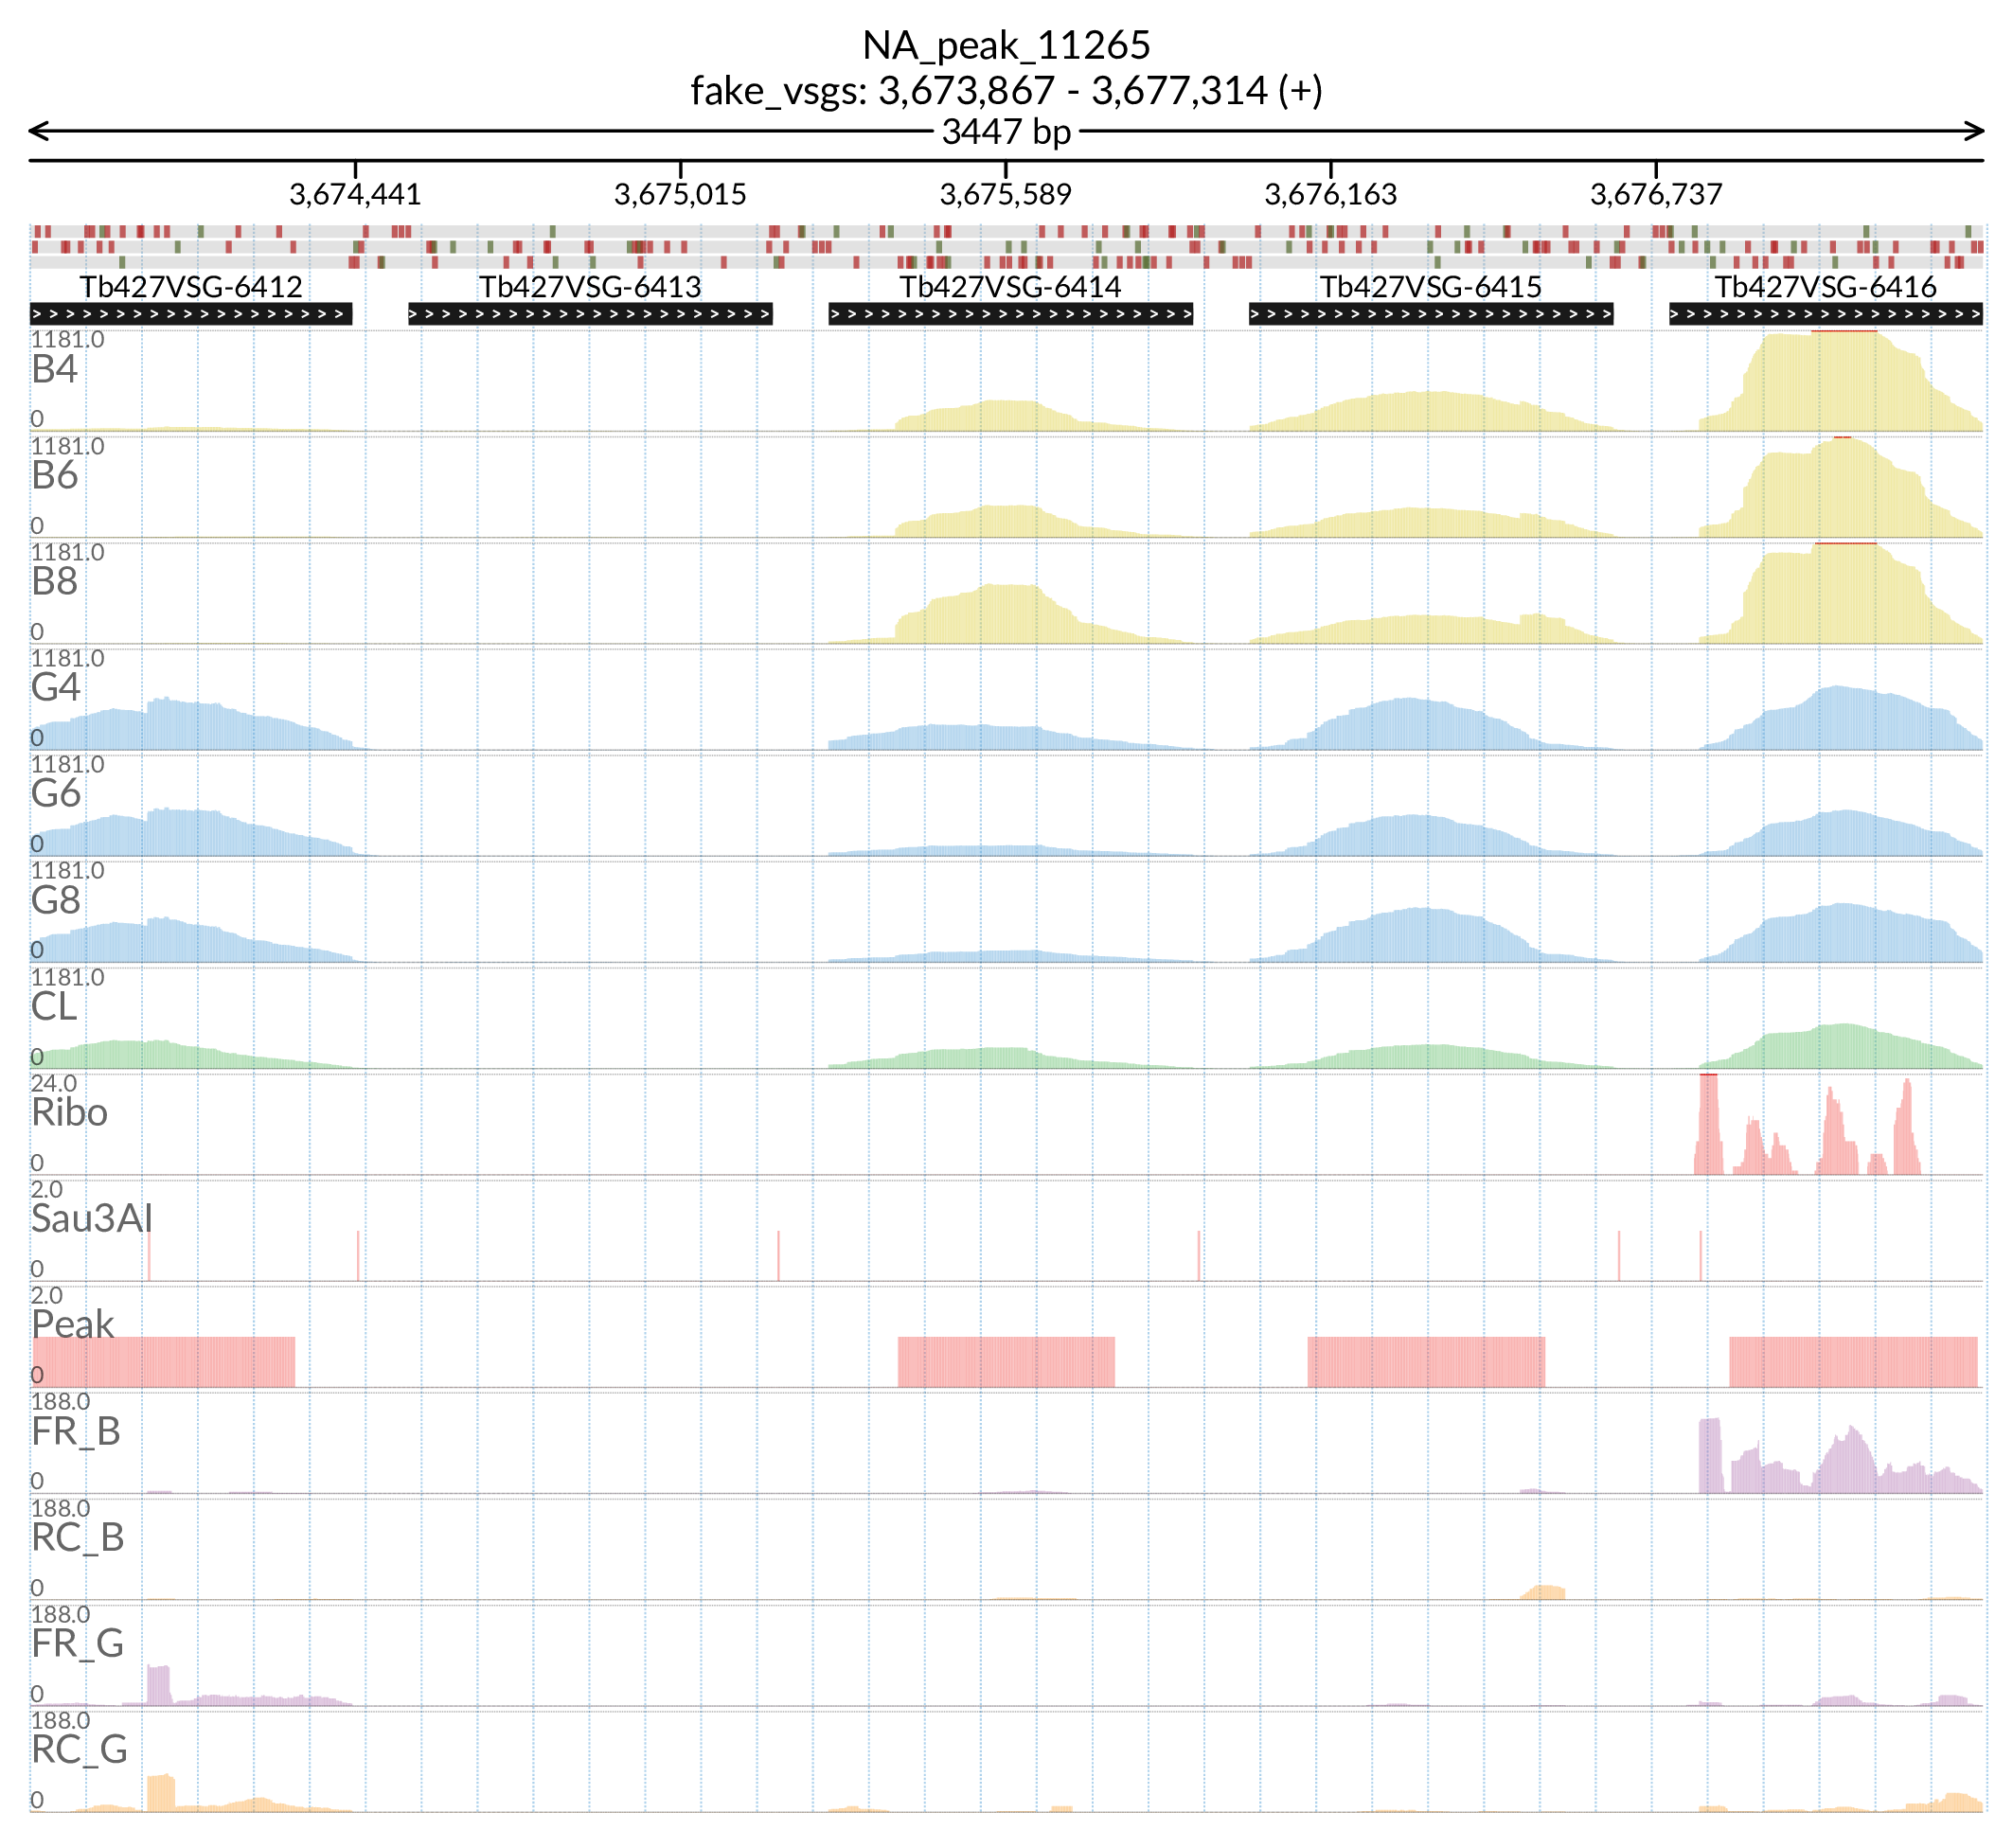 NA_peak_11265
fake_vsgs: 3,673,867 - 3,677,314 (+)
3447 bp
3,674,441 3,675,015 3,675,589 3,676,163 3,676,737
Tb427VSG-6412 Tb427VSG-6413 Tb427VSG-6414 Tb427VSG-6415 Tb427VSG-6416
1181.0
B4
0
1181.0
B6
0
1181.0
B8
0
1181.0
G4
0
1181.0
G6
0
1181.0
G8
0
1181.0
CL
0
24.0
Ribo
0
2.0
Sau3AI
0
2.0
Peak
0
188.0
FR_B
0
188.0
RC_B
0
188.0
FR_G
0
188.0
RC_G
0